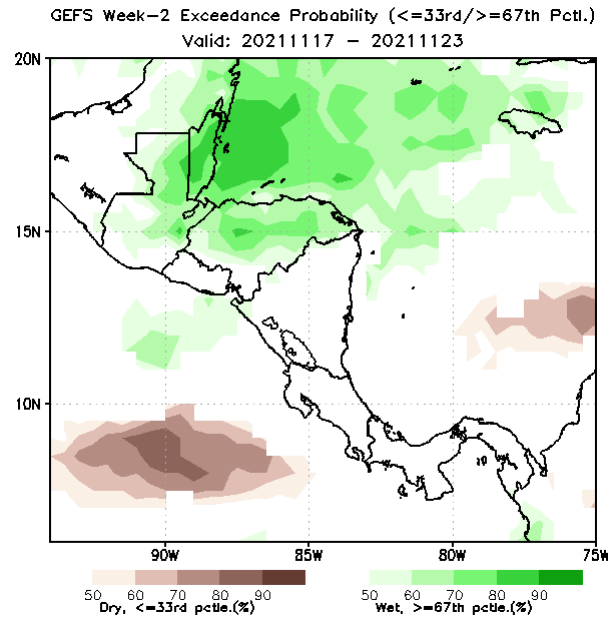 GEFS Week-2 Exceedance Probability (<=33rd/>=67th Pctl.)
Valid: 20211117 - 20211123
20N
15N
10N
90W 85W 80W 75W
50 60 70 80 90 50 60 70 80 90
Dry, <=33rd pctle.(%) Wet, >=67th pctle.(%)